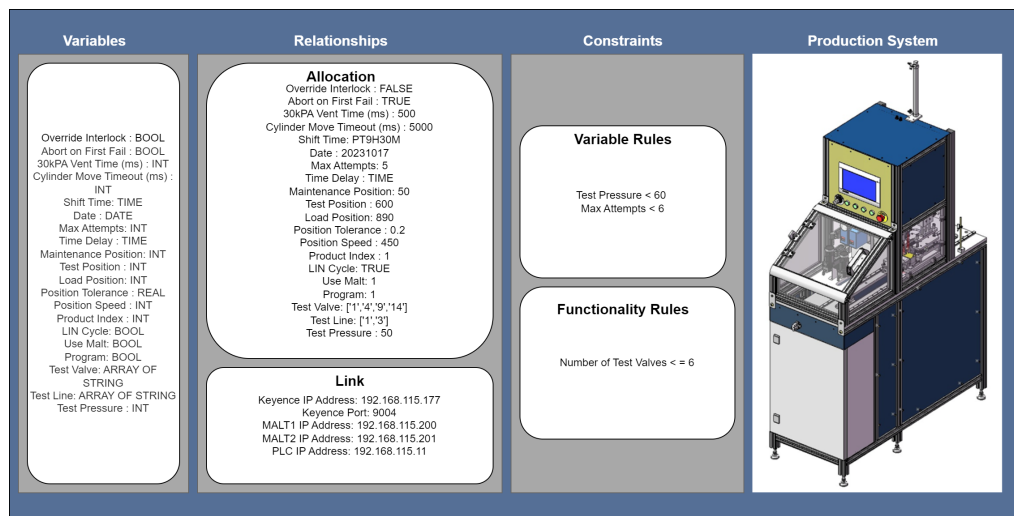 Variables
Override Interlock : BOOL
Abort on First Fail : BOOL
30kPA Vent Time (ms) : INT
Cylinder Move Timeout (ms) :
INT
Shift Time: TIME
Date : DATE
Max Attempts: INT
Time Delay : TIME
Maintenance Position: INT
Test Position : INT
Load Position: INT
Position Tolerance : REAL
Position Speed : INT
Product Index : INT
LIN Cycle: BOOL
Use Malt: BOOL
Program: BOOL
Test Valve: ARRAY OF
STRING
Test Line: ARRAY OF STRING
Test Pressure : INT
Relationships
Allocation
Override Interlock : FALSE
Abort on First Fail : TRUE
30kPA Vent Time (ms) : 500
Cylinder Move Timeout (ms) : 5000
Shift Time: PT9H30M
Date : 20231017
Max Attempts: 5
Time Delay : TIME
Maintenance Position: 50
Test Position : 600
Load Position: 890
Position Tolerance : 0.2
Position Speed : 450
Product Index : 1
LIN Cycle: TRUE
Use Malt: 1
Program: 1
Test Valve: ['1','4','9','14']
Test Line: ['1','3']
Test Pressure : 50
Link
Keyence IP Address: 192.168.115.177
Keyence Port: 9004
MALT1 IP Address: 192.168.115.200
MALT2 IP Address: 192.168.115.201
PLC IP Address: 192.168.115.11
Constraints
Variable Rules
Test Pressure < 60
Max Attempts < 6
Functionality Rules
Number of Test Valves < = 6
Production System